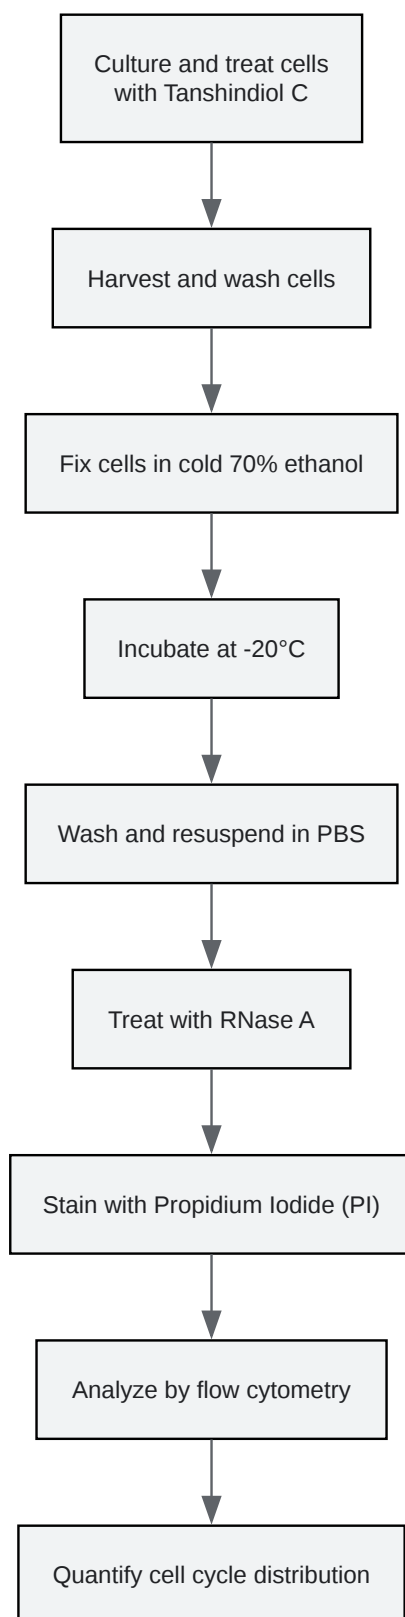 Culture and treat cells
with Tanshindiol C
Harvest and wash cells
Fix cells in cold 70% ethanol
Incubate at -20°C
Wash and resuspend in PBS
Treat with RNase A
Stain with Propidium Iodide (PI)
Analyze by flow cytometry
Quantify cell cycle distribution